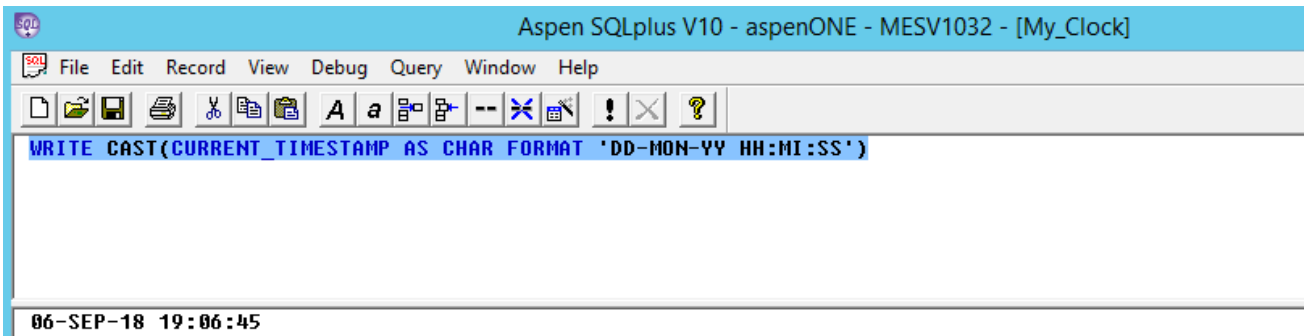 Aspen SQLplus V10 - aspenONE - MESV1032 - [My_Clock]
File Edit Record View Debug Query Window Help
WRITE CAST(CURRENT_TIMESTAMP AS CHAR FORMAT 'DD-MON-YY HH:MI:SS')
06-SEP-18 19:06:45